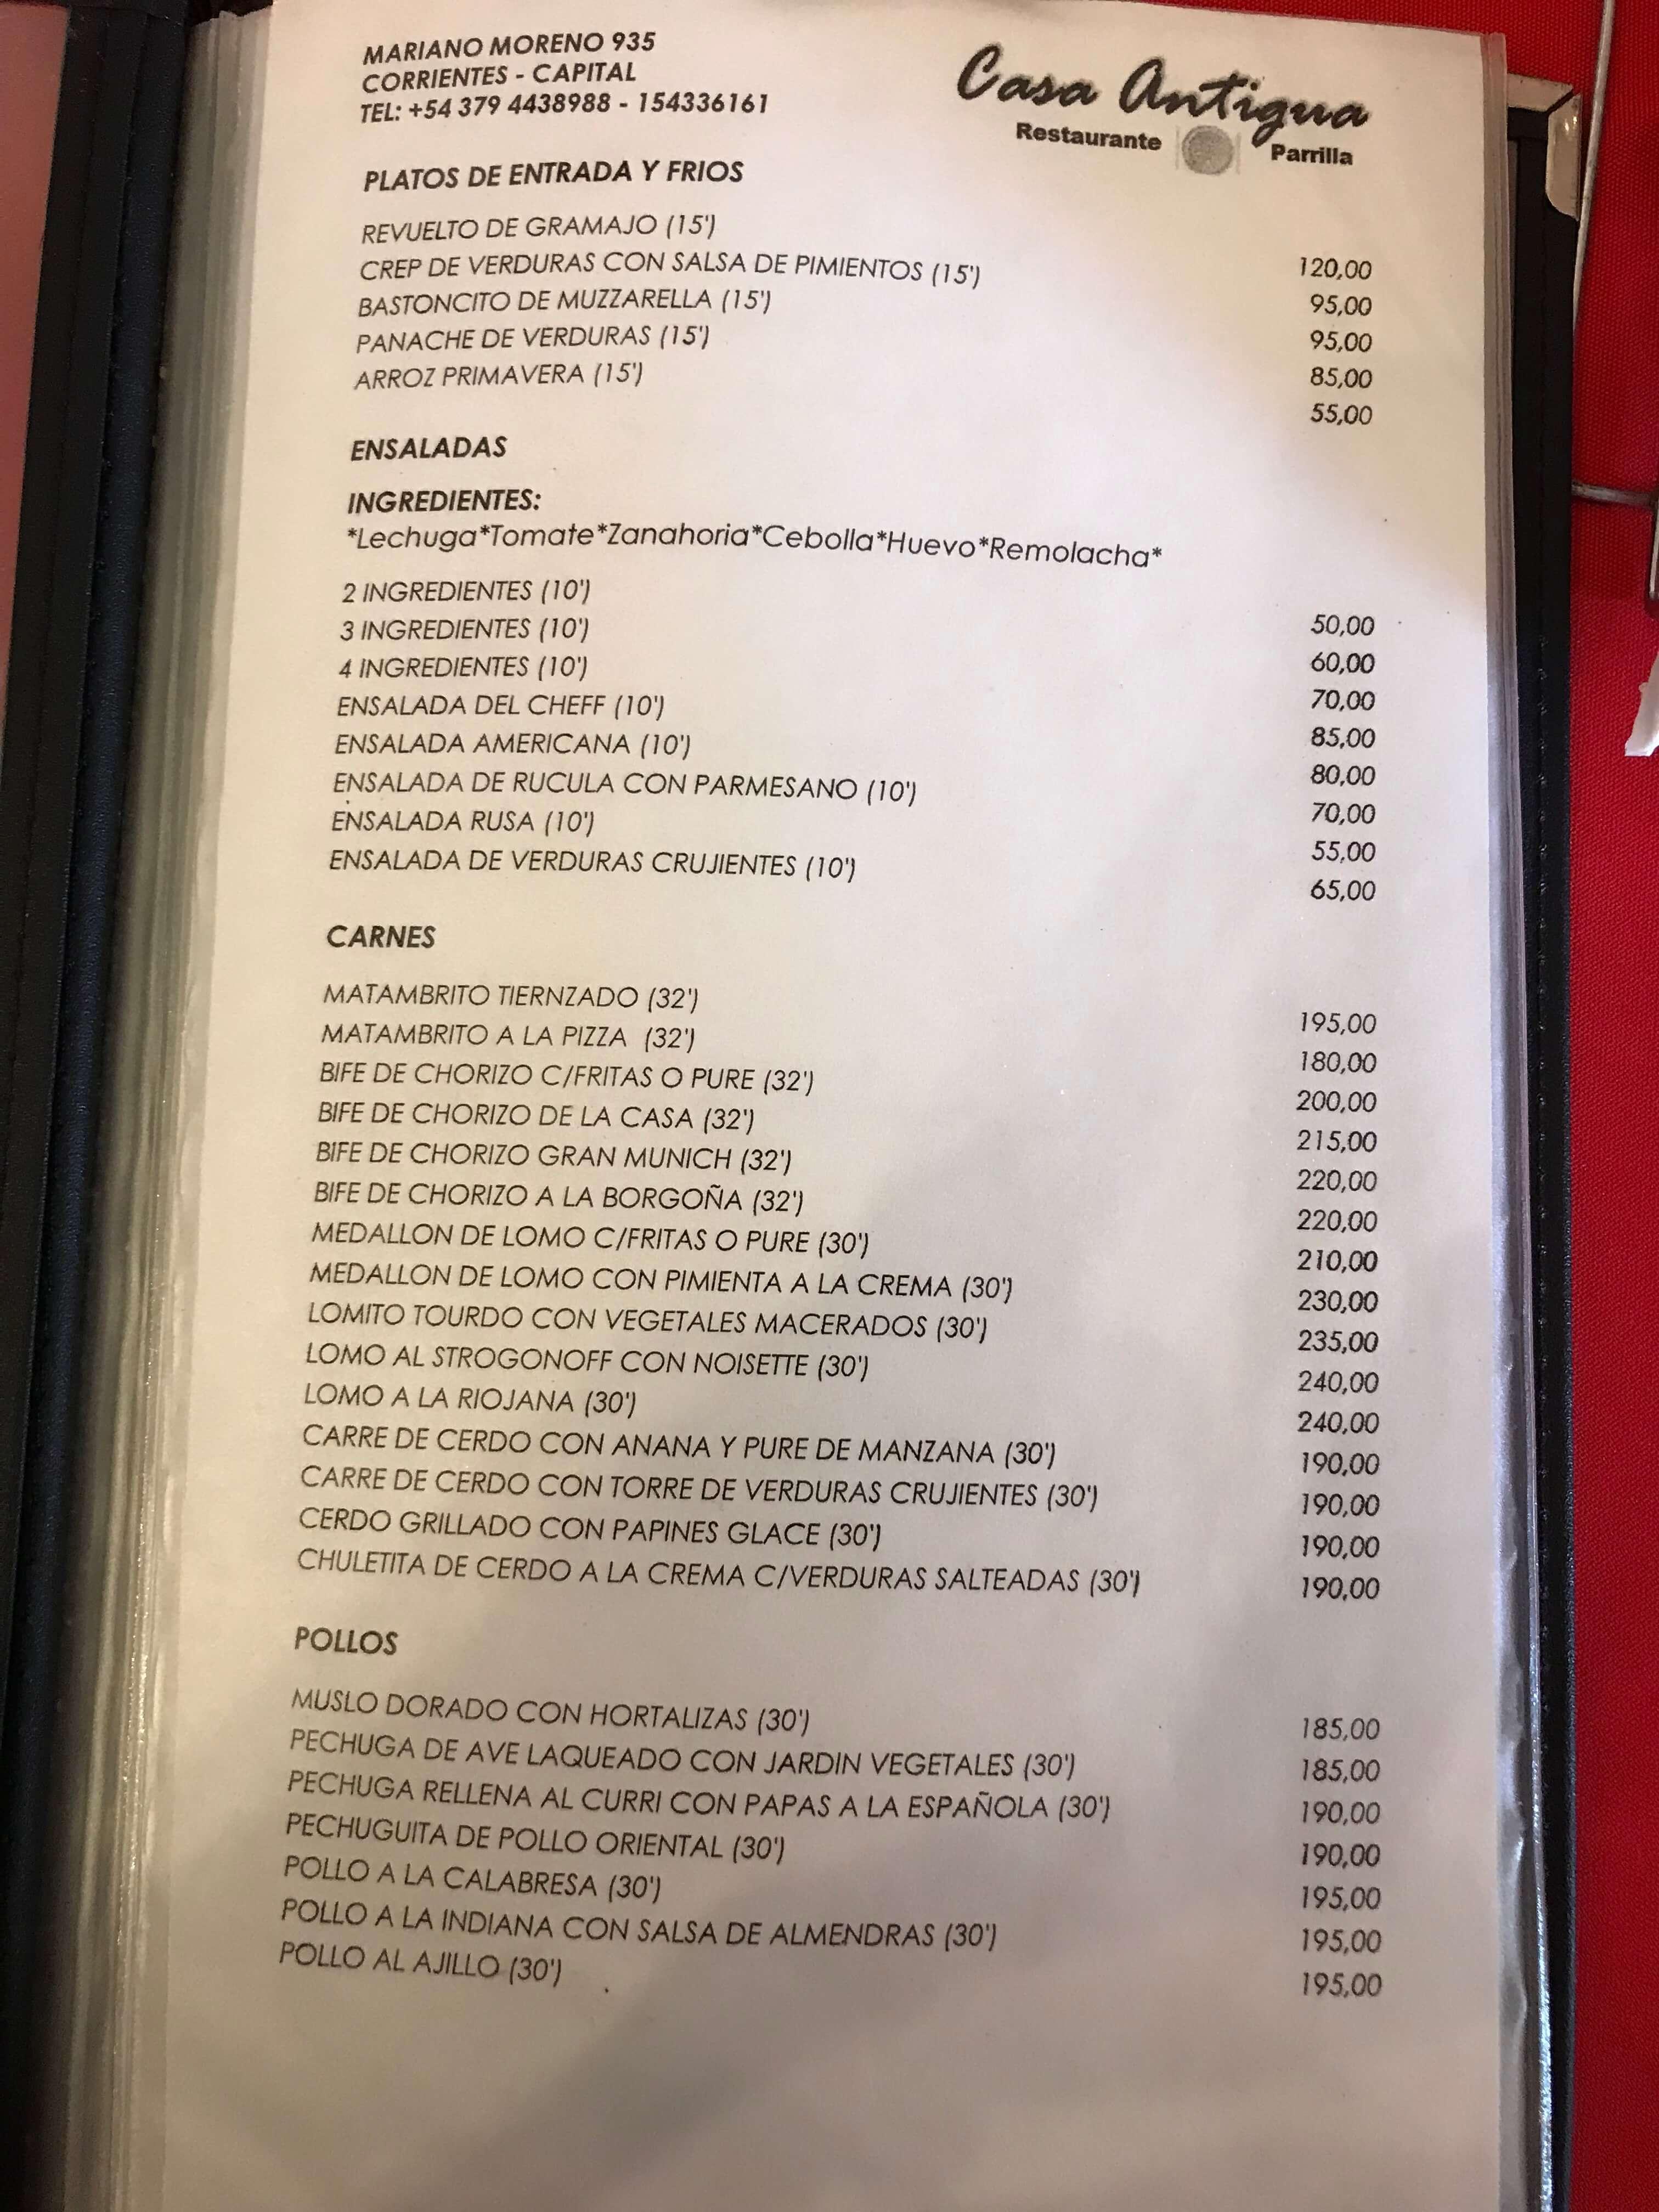 MARIANO MORENO 935
CORRIENTES - CAPITAL
TEL: +54 379 4438988 - 154336161
Casa Antigua
Restaurante Parrilla
PLATOS DE ENTRADA Y FRIOS
REVUELTO DE GRAMAJO (15') 120,00
CREP DE VERDURAS CON SALSA DE PIMIENTOS (15') 95,00
BASTONCITO DE MUZZARELLA (15') 95,00
PANACHE DE VERDURAS (15') 85,00
ARROZ PRIMAVERA (15') 55,00
ENSALADAS
INGREDIENTES:
*Lechuga*Tomate*Zanahoria*Cebolla*Huevo*Remolacha*
2 INGREDIENTES (10') 50,00
3 INGREDIENTES (10') 60,00
4 INGREDIENTES (10') 70,00
ENSALADA DEL CHEFF (10') 85,00
ENSALADA AMERICANA (10') 80,00
ENSALADA DE RUCULA CON PARMESANO (10') 70,00
ENSALADA RUSA (10') 55,00
ENSALADA DE VERDURAS CRUJIENTES (10') 65,00
CARNES
MATAMBRITO TIERNZADO (32') 195,00
MATAMBRITO A LA PIZZA (32') 180,00
BIFE DE CHORIZO C/FRITAS O PURE (32') 200,00
BIFE DE CHORIZO DE LA CASA (32') 215,00
BIFE DE CHORIZO GRAN MUNICH (32') 220,00
BIFE DE CHORIZO A LA BORGOÑA (32') 220,00
MEDALLON DE LOMO C/FRITAS O PURE (30') 210,00
MEDALLON DE LOMO CON PIMIENTA A LA CREMA (30') 230,00
LOMITO TOURDO CON VEGETALES MACERADOS (30') 235,00
LOMO AL STROGONOFF CON NOISETTE (30') 240,00
LOMO A LA RIOJANA (30') 240,00
CARRE DE CERDO CON ANANA Y PURE DE MANZANA (30') 190,00
CARRE DE CERDO CON TORRE DE VERDURAS CRUJIENTES (30') 190,00
CERDO GRILLADO CON PAPINES GLACE (30') 190,00
CHULETITA DE CERDO A LA CREMA C/VERDURAS SALTEADAS (30') 190,00
POLLOS
MUSLO DORADO CON HORTALIZAS (30') 185,00
PECHUGA DE AVE LAQUEADO CON JARDIN VEGETALES (30') 185,00
PECHUGA RELLENA AL CURRI CON PAPAS A LA ESPAÑOLA (30') 190,00
PECHUGUITA DE POLLO ORIENTAL (30') 190,00
POLLO A LA CALABRESA (30') 195,00
POLLO A LA INDIANA CON SALSA DE ALMENDRAS (30') 195,00
POLLO AL AJILLO (30') 195,00